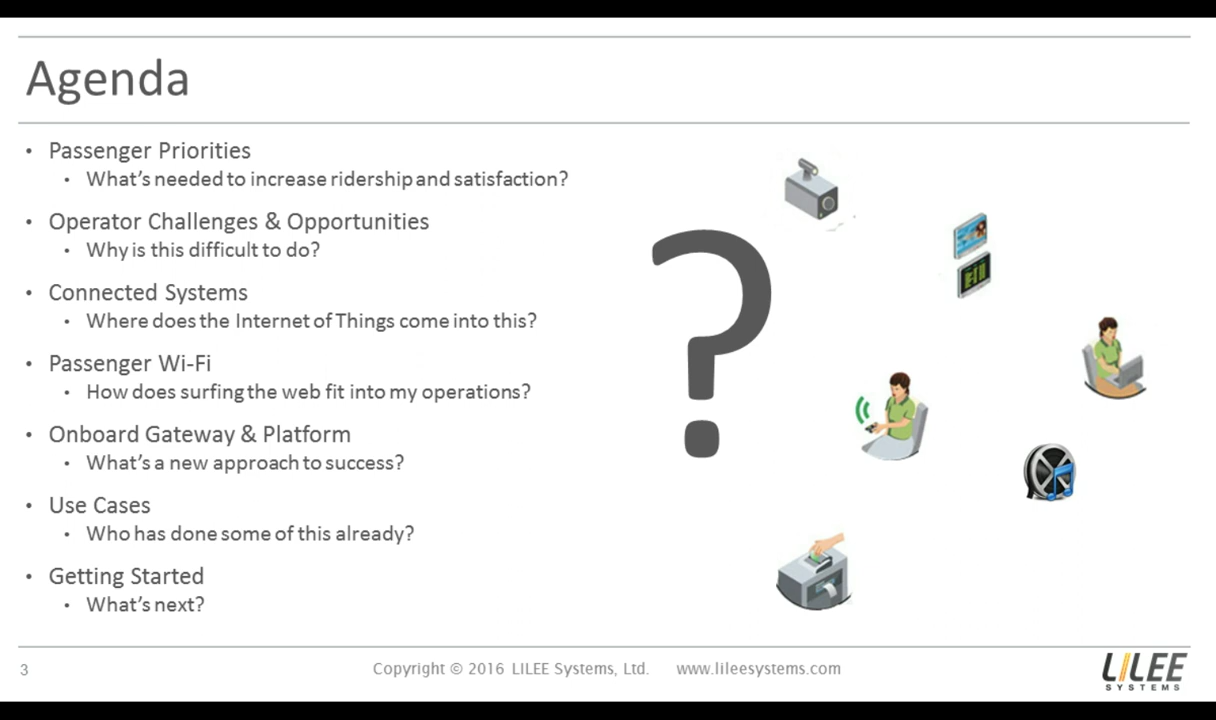 Agenda
• Passenger Priorities
• What's needed to increase ridership and satisfaction?
• Operator Challenges & Opportunities
• Why is this difficult to do?
• Connected Systems
• Where does the Internet of Things come into this?
• Passenger Wi-Fi
• How does surfing the web fit into my operations?
• Onboard Gateway & Platform
• What's a new approach to success?
• Use Cases
• Who has done some of this already?
• Getting Started
• What's next?
?
3
Copyright © 2016 LILEE Systems, Ltd. www.lileesystems.com
LILEE
SYSTEMS